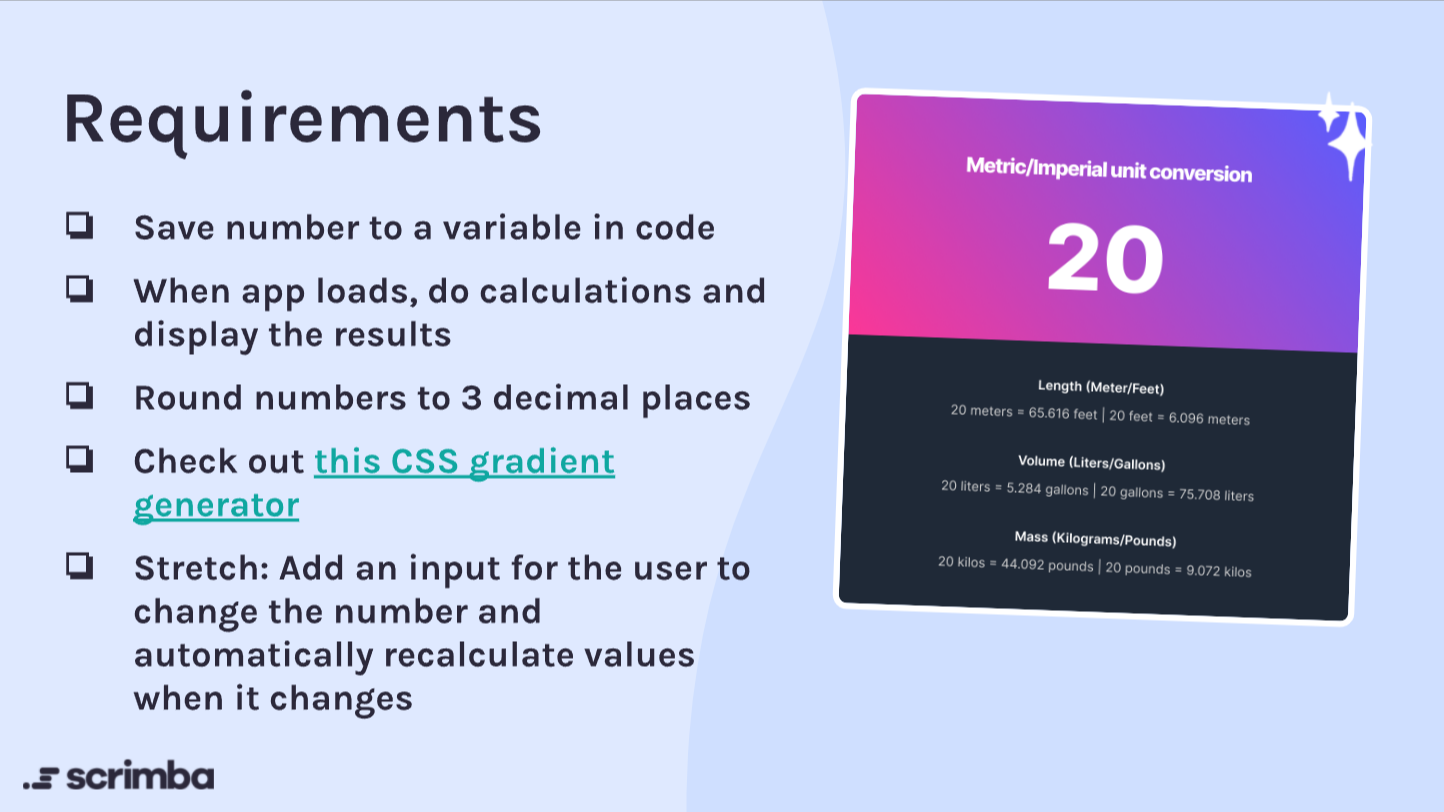 Requirements
Save number to a variable in code
When app loads, do calculations and
display the results
Round numbers to 3 decimal places
Check out this CSS gradient
generator
Stretch: Add an input for the user to
change the number and
automatically recalculate values
when it changes
scrimba
Metric/Imperial unit conversion
20
Length (Meter/Feet)
20 meters = 65.616 feet | 20 feet = 6.096 meters
Volume (Liters/Gallons)
20 liters = 5.284 gallons | 20 gallons = 75.708 liters
Mass (Kilograms/Pounds)
20 kilos = 44.092 pounds | 20 pounds = 9.072 kilos